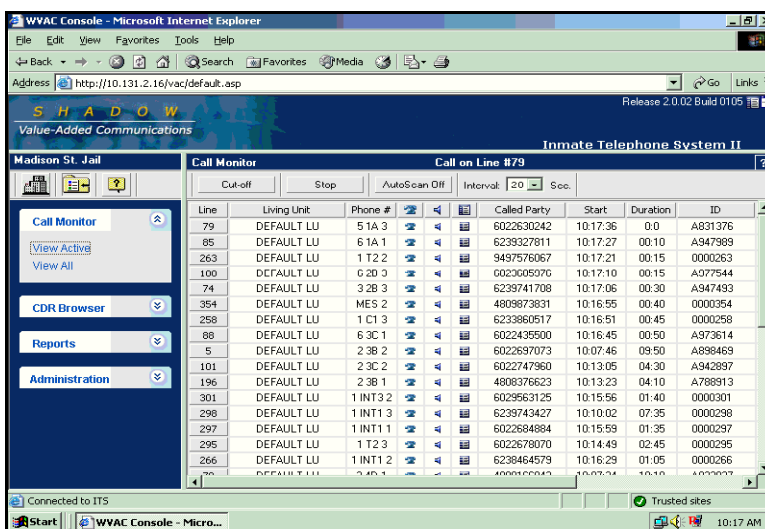 WVAC Console - Microsoft Internet Explorer
File Edit View Favorites Tools Help
Back Search Favorites Media
Address http://10.131.2.16/vac/default.asp Go Links
SHADOW Release 2.0.02 Build 0105
Value-Added Communications
Inmate Telephone System II
Madison St. Jail Call Monitor Call on Line #79 ?
Cut-off Stop AutoScan Off Interval: 20 Sec.
Line Living Unit Phone # Called Party Start Duration ID
79 DEFAULT LU 5 1A 3 6022630242 10:17:36 0:0 A831376
85 DEFAULT LU 6 1A 1 6239327811 10:17:27 00:10 A947989
263 DEFAULT LU 1 T2 2 9497576067 10:17:21 00:15 0000263
100 DEFAULT LU 6 2D 3 10:17:10 00:15 A977544
74 DEFAULT LU 3 2B 3 6239741708 10:17:06 00:30 A947493
354 DEFAULT LU MES 2 4809873831 10:16:55 00:40 0000354
258 DEFAULT LU 1 C1 3 6233860517 10:16:51 00:45 0000258
88 DEFAULT LU 6 3C 1 6022435500 10:16:45 00:50 A973614
5 DEFAULT LU 2 3B 2 6022697073 10:07:46 09:50 A898469
101 DEFAULT LU 2 3C 2 6022747960 10:13:05 04:30 A942897
196 DEFAULT LU 2 3B 1 4808376623 10:13:23 04:10 A788913
301 DEFAULT LU 1 INT3 2 6029563125 10:15:56 01:40 0000301
298 DEFAULT LU 1 INT1 3 6239743427 10:10:02 07:35 0000298
297 DEFAULT LU 1 INT1 1 6022684884 10:15:59 01:35 0000297
295 DEFAULT LU 1 T2 3 6022678070 10:14:49 02:45 0000295
266 DEFAULT LU 1 INT1 2 6238464579 10:16:29 01:05 0000266
DEFAULT LU
Call Monitor
View Active
View All
CDR Browser
Reports
Administration
Connected to ITS Trusted sites
Start WVAC Console - Micro... 10:17 AM